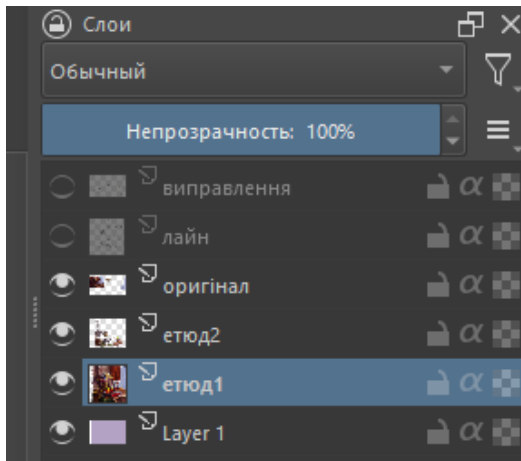 Слои
Обычный
Непрозрачность: 100%
виправлення
α
лайн
α
оригінал
α
етюд2
α
етюд1
α
Layer 1
α